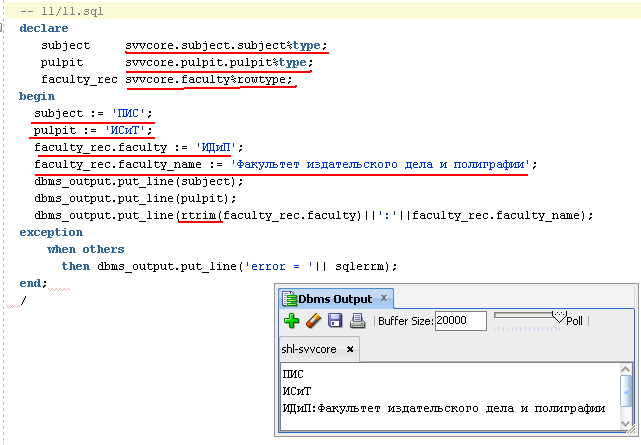 -- ll/ll.sql
declare
subject svvcore.subject.subject%type;
pulpit svvcore.pulpit.pulpit%type;
faculty_rec svvcore.faculty%rowtype;
begin
subject := 'ПИС';
pulpit := 'ИСиТ';
faculty_rec.faculty := 'ИДиП';
faculty_rec.faculty_name := 'Факультет издательского дела и полиграфии';
dbms_output.put_line(subject);
dbms_output.put_line(pulpit);
dbms_output.put_line(rtrim(faculty_rec.faculty)||':'||faculty_rec.faculty_name);
exception
when others
then dbms_output.put_line('error = '|| sqlerrm);
end;
/
Dbms Output
Buffer Size: 20000 Poll
shl-svvcore
ПИС
ИСиТ
ИДиП:Факультет издательского дела и полиграфии